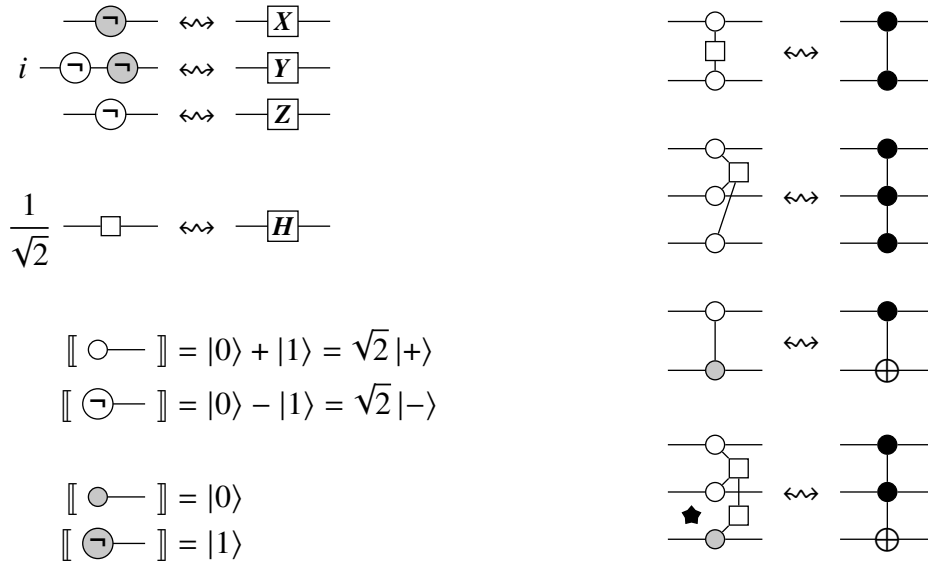 ¬ ⇝ X
i ¬ ¬ ⇝ Y
¬ ⇝ Z
1/√2 ⇝ H
⟦ ⟧ = |0⟩ + |1⟩ = √2 |+⟩
⟦ ¬ ⟧ = |0⟩ − |1⟩ = √2 |−⟩
⟦ ⟧ = |0⟩
⟦ ¬ ⟧ = |1⟩